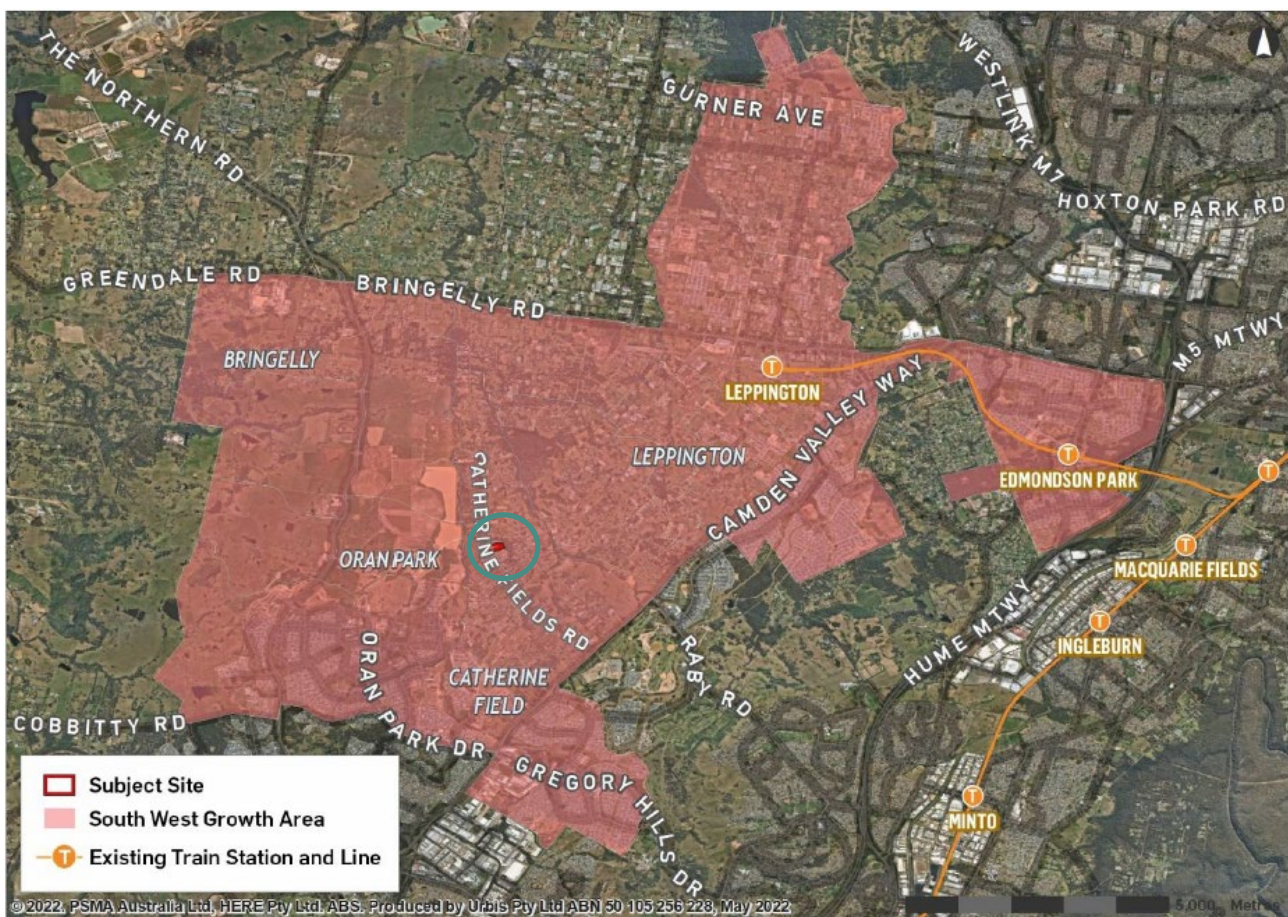 THE NORTHERN RD
GURNER AVE
WESTLINK M7
HOXTON PARK RD
GREENDALE RD
BRINGELLY RD
M5 MTWY
BRINGELLY
LEPPINGTON
CAMDEN VALLEY WAY
LEPPINGTON
EDMONDSON PARK
CATHERINE FIELDS RD
ORAN PARK
MACQUARIE FIELDS
HUME MTWY
INGLEBURN
RABY RD
ORAN PARK DR
CATHERINE
FIELD
COBBITTY RD
GREGORY HILLS DR
MINTO
Subject Site
South West Growth Area
T Existing Train Station and Line
© 2022. PSMA Australia Ltd, HERE Pty Ltd. ABS. Produced by Urbis Pty Ltd ABN 50 105 256 228, May 2022
5,000 Metres